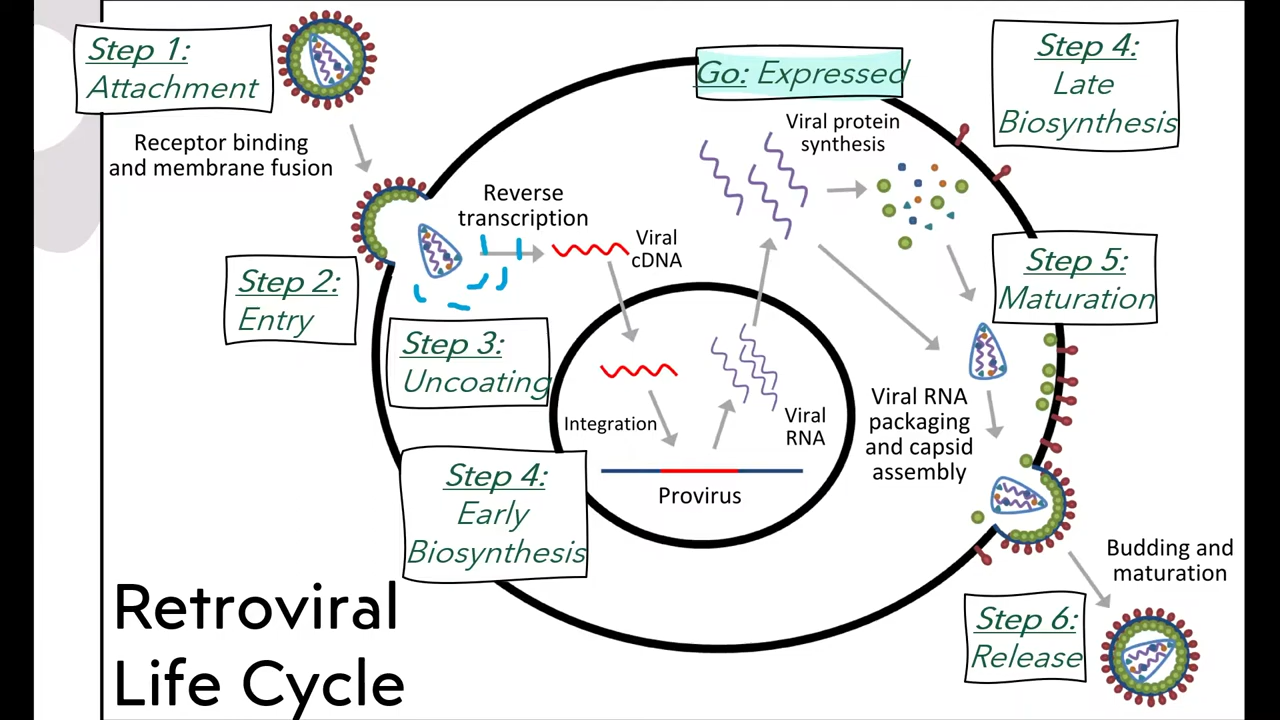 Step 1:
Attachment
Receptor binding
and membrane fusion
Step 2:
Entry
Reverse
transcription
Viral
cDNA
Step 3:
Uncoating
Step 4:
Early
Biosynthesis
Integration
Provirus
Viral
RNA
Go: Expressed
Viral protein
synthesis
Step 4:
Late
Biosynthesis
Step 5:
Maturation
Viral RNA
packaging
and capsid
assembly
Budding and
maturation
Step 6:
Release
Retroviral
Life Cycle